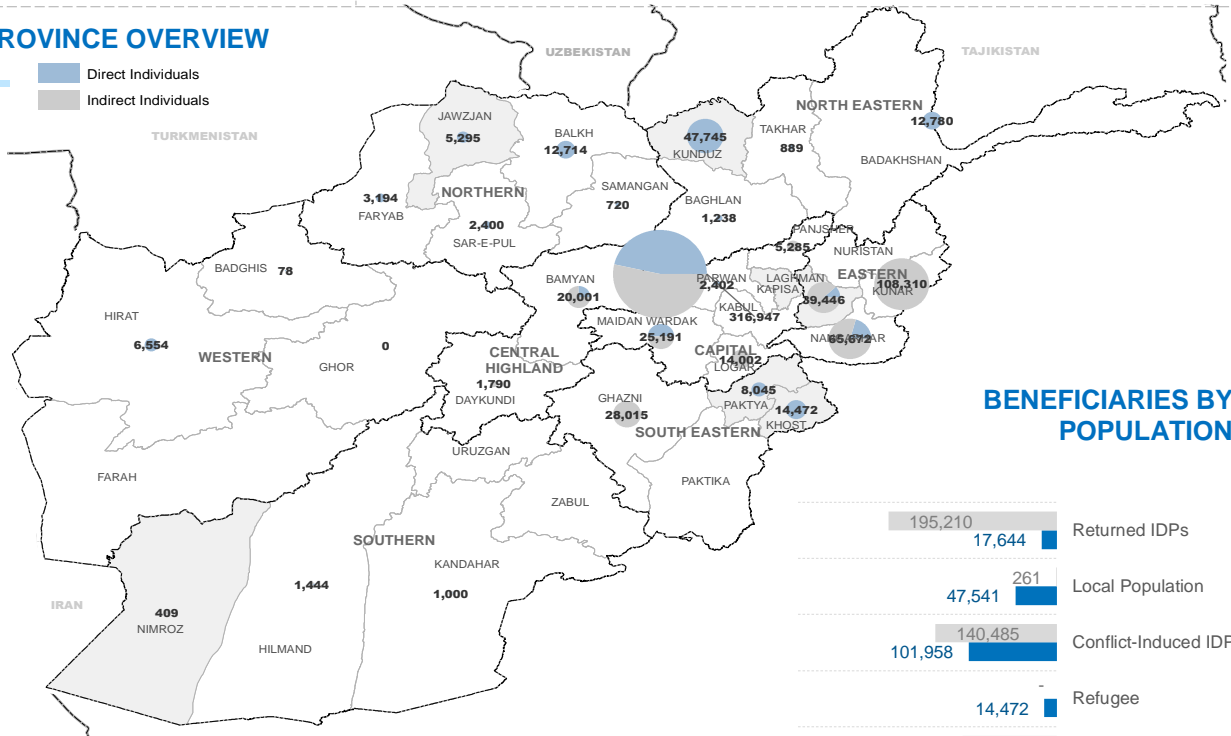 ROVINCE OVERVIEW
Direct Individuals
Indirect Individuals
UZBEKISTAN
TAJIKISTAN
TURKMENISTAN
JAWZJAN
5,295
BALKH
12,714
47,745
KUNDUZ
TAKHAR
889
NORTH EASTERN
12,780
BADAKHSHAN
3,194
FARYAB
NORTHERN
2,400
SAR-E-PUL
SAMANGAN
720
BAGHLAN
1,238
PANJSHER
5,285
NURISTAN
BADGHIS 78
BAMYAN
20,001
PARWAN
2,402
LAGHMAN
KAPISA
39,446
EASTERN
KUNAR
108,310
HIRAT
6,554
WESTERN
0
GHOR
MAIDAN WARDAK
25,191
KABUL
316,947
65,672
CENTRAL
HIGHLAND
1,790
DAYKUNDI
CAPITAL
14,002
LOGAR
GHAZNI
28,015
8,045
PAKTYA
14,472
KHOST
SOUTH EASTERN
FARAH
URUZGAN
ZABUL
PAKTIKA
SOUTHERN
KANDAHAR
1,000
1,444
HILMAND
IRAN
409
NIMROZ
BENEFICIARIES BY
POPULATION
195,210
17,644
Returned IDPs
261
47,541
Local Population
140,485
101,958
Conflict-Induced IDP
-
14,472
Refugee